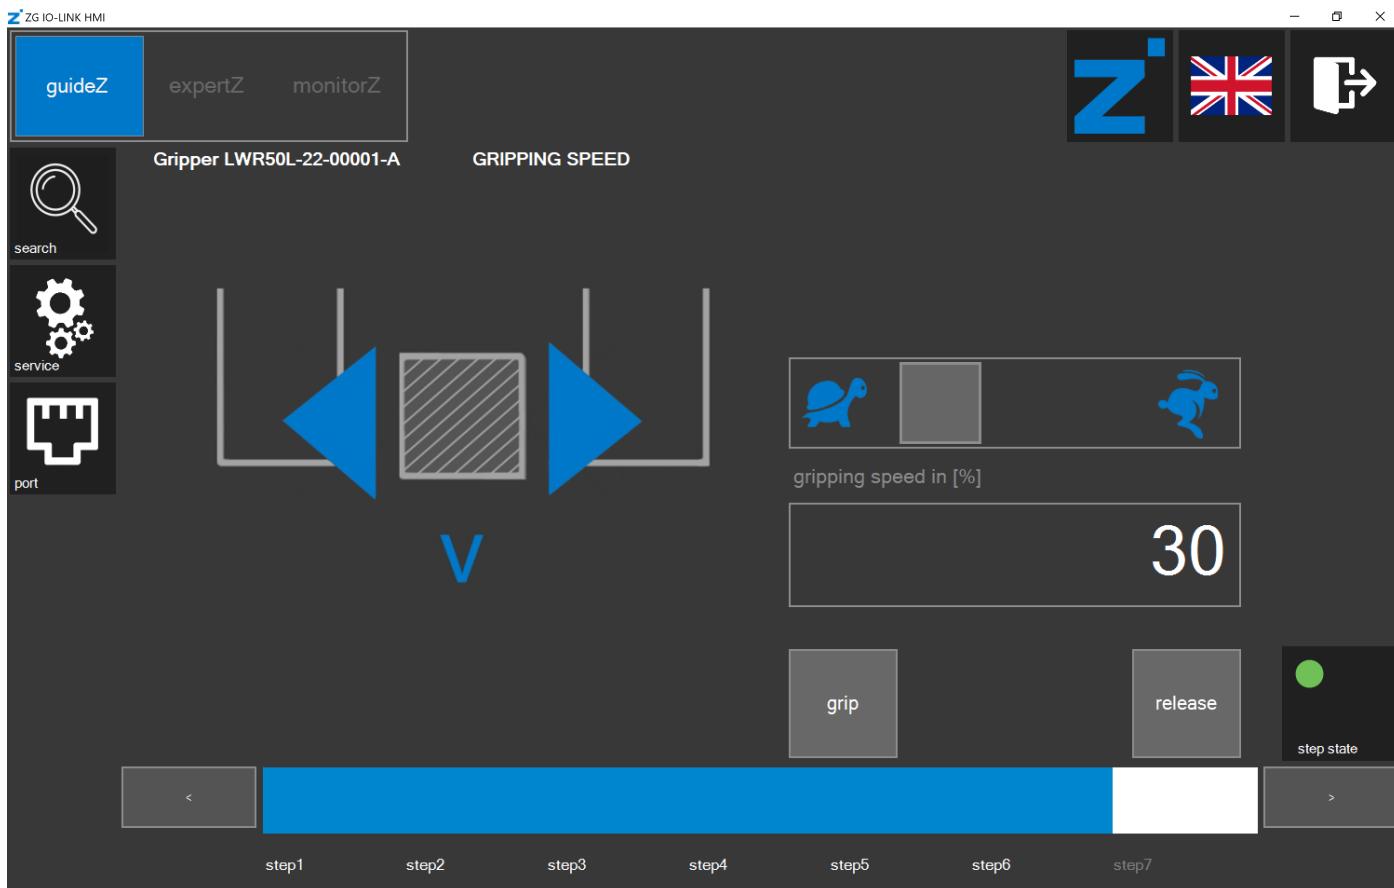 ZG IO-LINK HMI
guideZ expertZ monitorZ
Gripper LWR50L-22-00001-A GRIPPING SPEED
search
service
port
V
gripping speed in [%]
30
grip release
step state
< >
step1 step2 step3 step4 step5 step6 step7